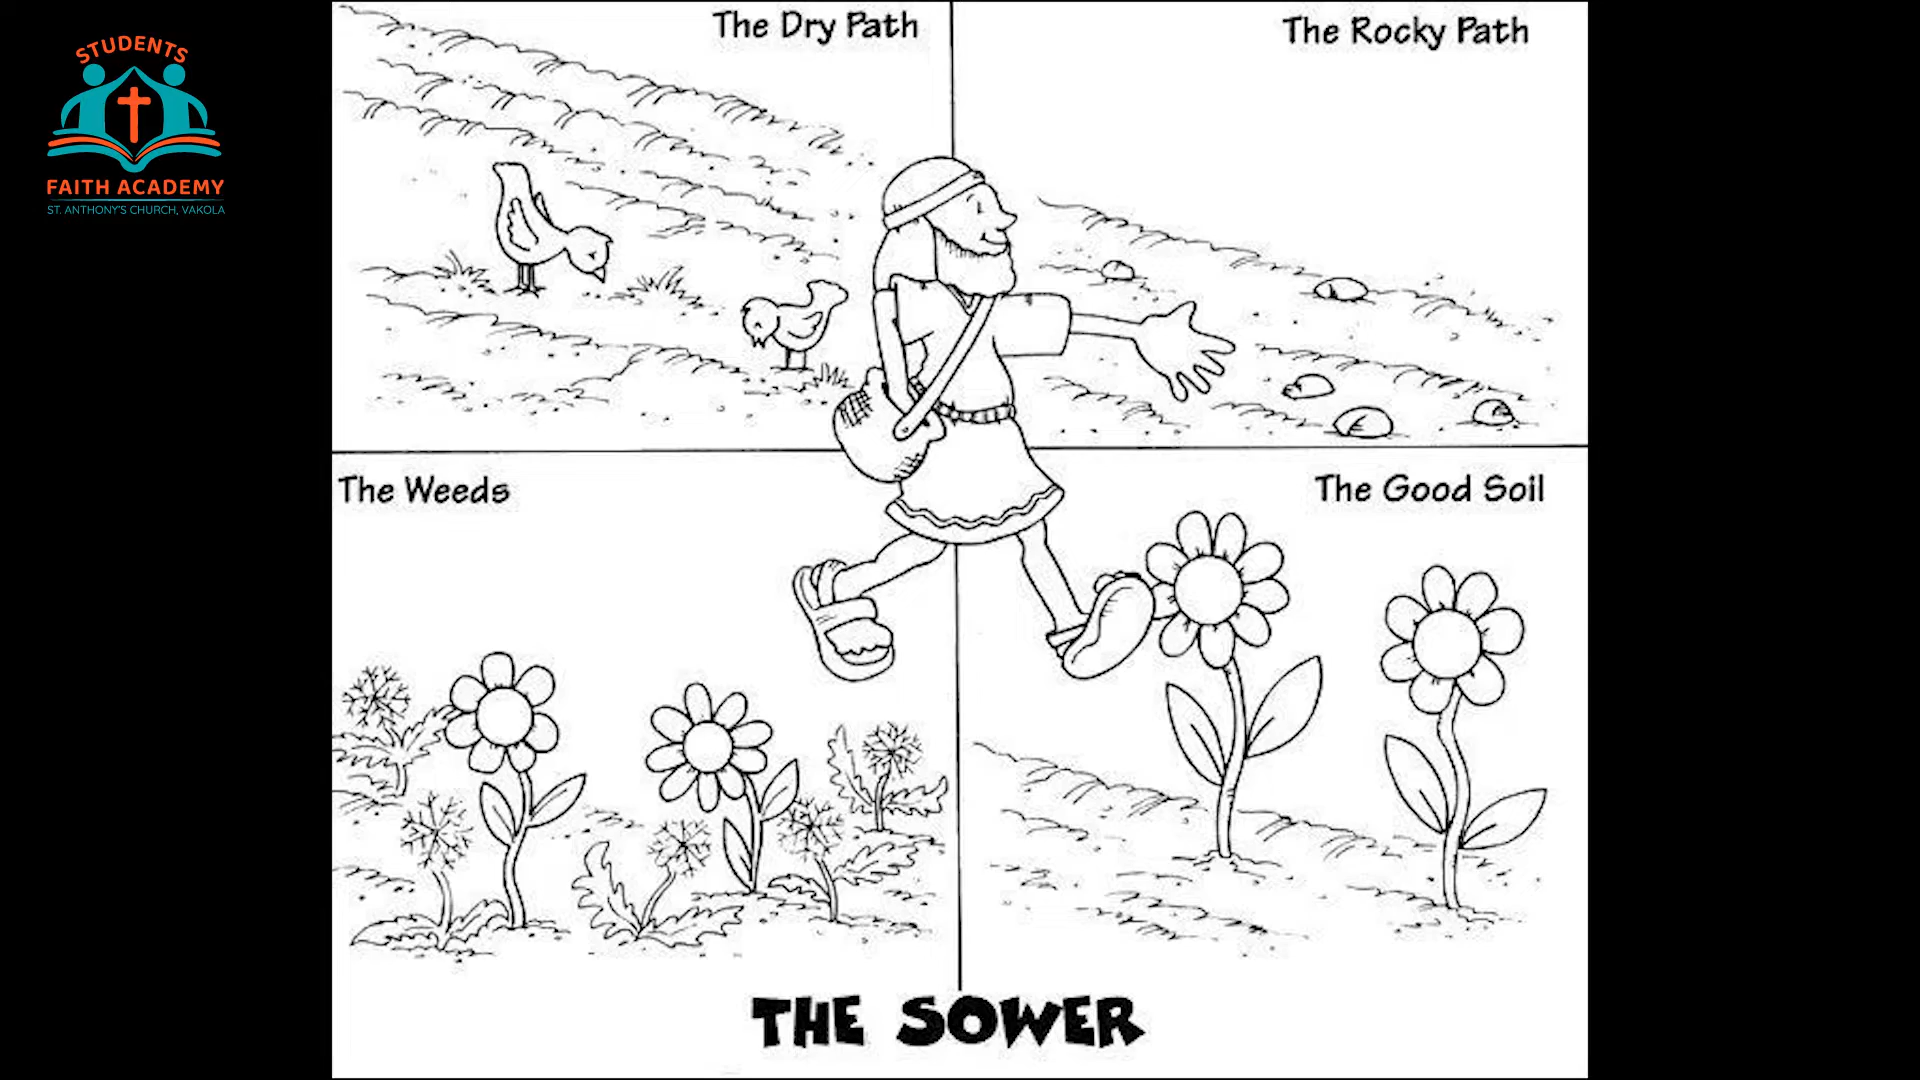 STUDENTS
FAITH ACADEMY
ST. ANTHONY'S CHURCH, VAKOLA
The Dry Path
The Rocky Path
The Weeds
The Good Soil
THE SOWER